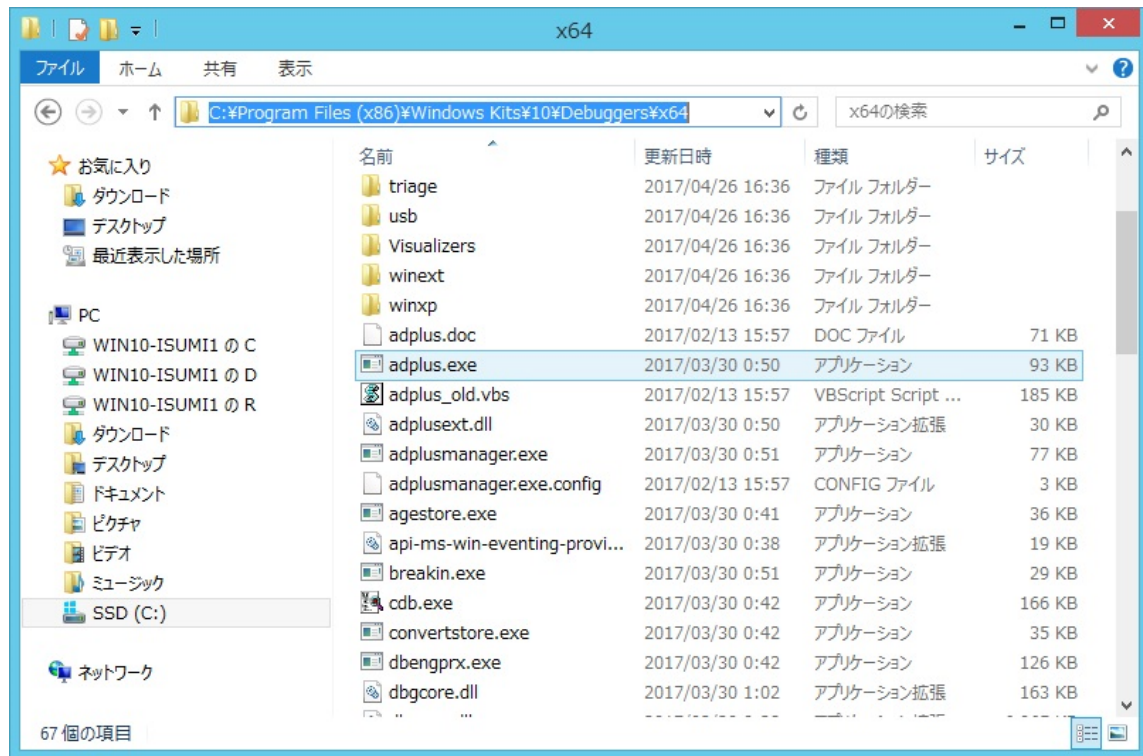 x64
ファイル ホーム 共有 表示
C:¥Program Files (x86)¥Windows Kits¥10¥Debuggers¥x64 x64の検索
お気に入り
ダウンロード
デスクトップ
最近表示した場所
PC
WIN10-ISUMI1 の C
WIN10-ISUMI1 の D
WIN10-ISUMI1 の R
ダウンロード
デスクトップ
ドキュメント
ピクチャ
ビデオ
ミュージック
SSD (C:)
ネットワーク
名前 更新日時 種類 サイズ
triage 2017/04/26 16:36 ファイル フォルダー
usb 2017/04/26 16:36 ファイル フォルダー
Visualizers 2017/04/26 16:36 ファイル フォルダー
winext 2017/04/26 16:36 ファイル フォルダー
winxp 2017/04/26 16:36 ファイル フォルダー
adplus.doc 2017/02/13 15:57 DOC ファイル 71 KB
adplus.exe 2017/03/30 0:50 アプリケーション 93 KB
adplus_old.vbs 2017/02/13 15:57 VBScript Script ... 185 KB
adplusext.dll 2017/03/30 0:50 アプリケーション拡張 30 KB
adplusmanager.exe 2017/03/30 0:51 アプリケーション 77 KB
adplusmanager.exe.config 2017/02/13 15:57 CONFIG ファイル 3 KB
agestore.exe 2017/03/30 0:41 アプリケーション 36 KB
api-ms-win-eventing-provi... 2017/03/30 0:38 アプリケーション拡張 19 KB
breakin.exe 2017/03/30 0:51 アプリケーション 29 KB
cdb.exe 2017/03/30 0:42 アプリケーション 166 KB
convertstore.exe 2017/03/30 0:42 アプリケーション 35 KB
dbengprx.exe 2017/03/30 0:42 アプリケーション 126 KB
dbgcore.dll 2017/03/30 1:02 アプリケーション拡張 163 KB
67 個の項目